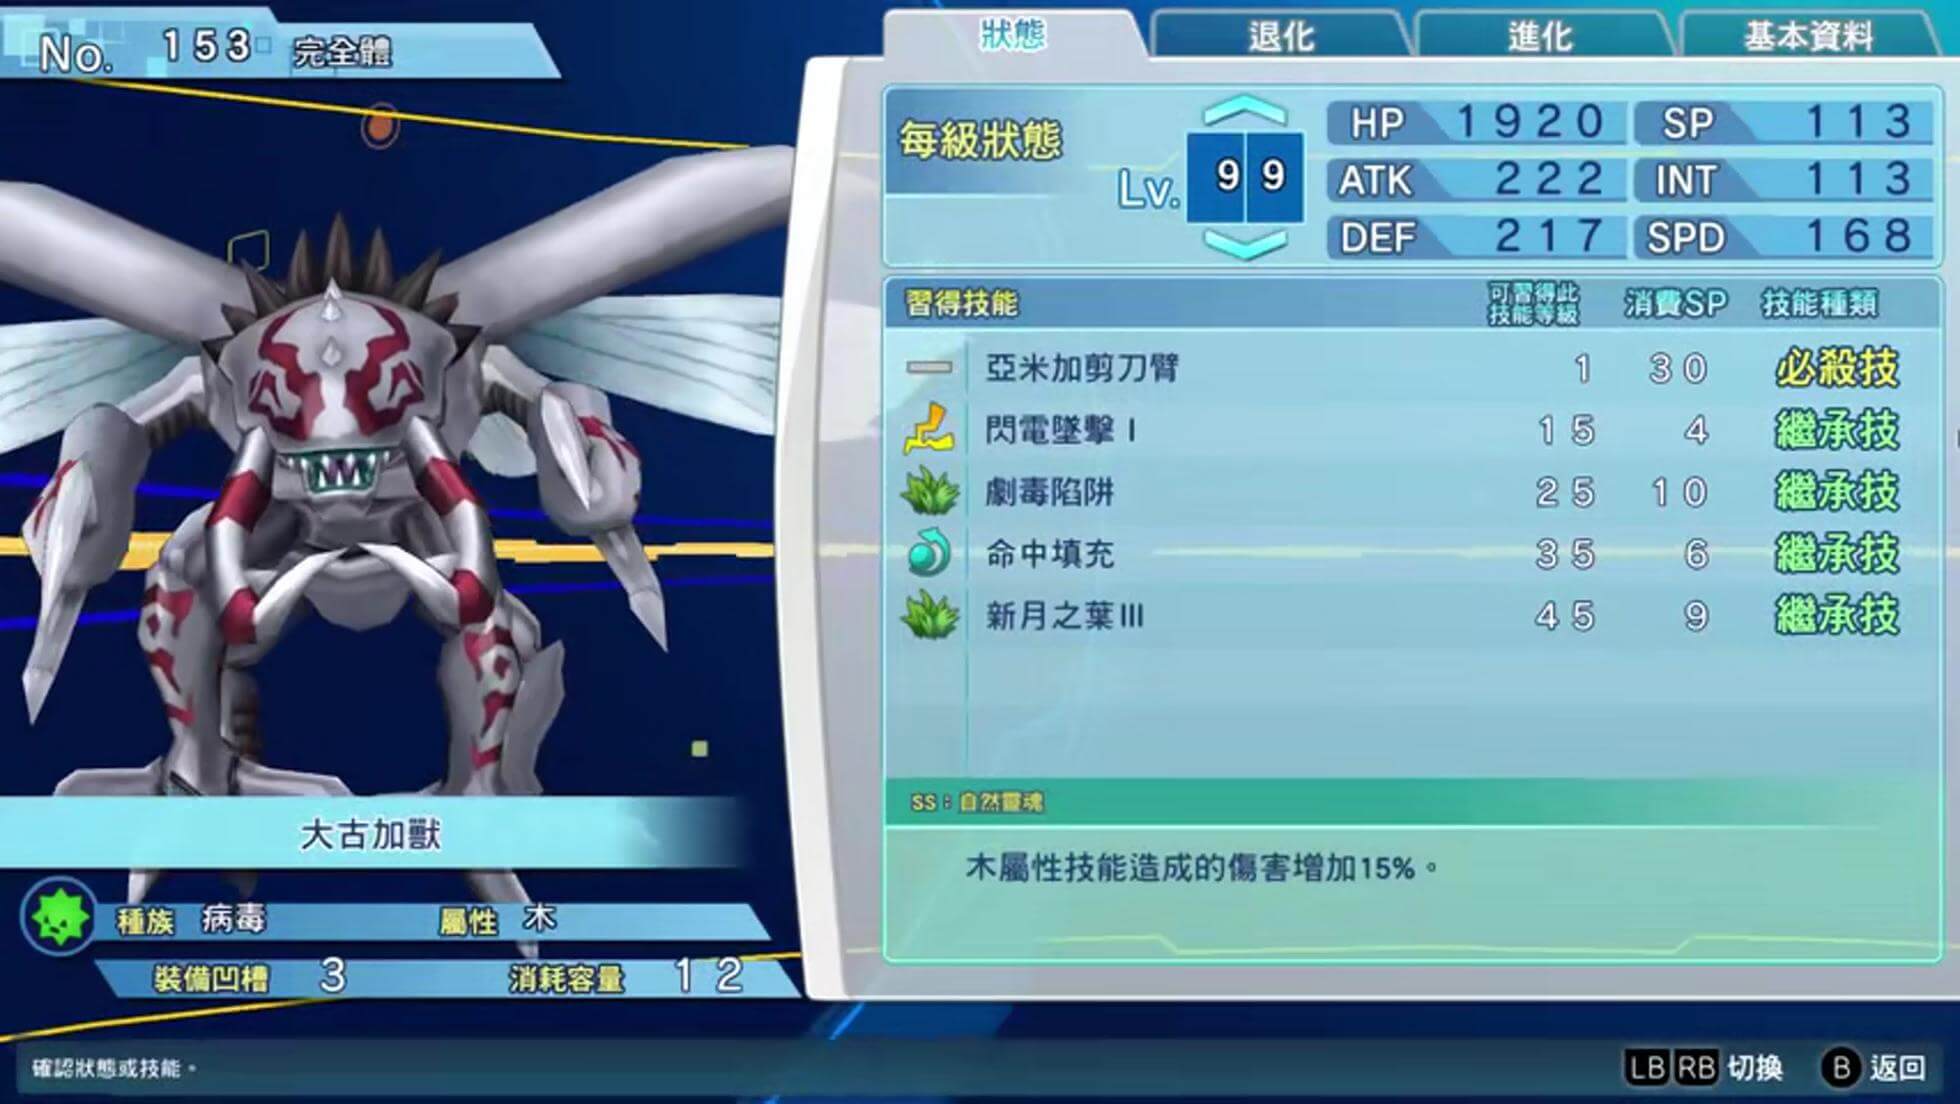 No. 153 完全體
狀態 退化 進化 基本資料
每級狀態
Lv. 99
HP 1920 SP 113
ATK 222 INT 113
DEF 217 SPD 168
習得技能 可習得此技能等級 消費SP 技能種類
亞米加剪刀臂 1 30 必殺技
閃電墜擊 I 15 4 繼承技
劇毒陷阱 25 10 繼承技
命中填充 35 6 繼承技
新月之葉III 45 9 繼承技
SS：自然靈魂
木屬性技能造成的傷害增加15%。
大古加獸
種族 病毒 屬性 木
裝備凹槽 3 消耗容量 12
確認狀態或技能。
LB RB 切換 B 返回